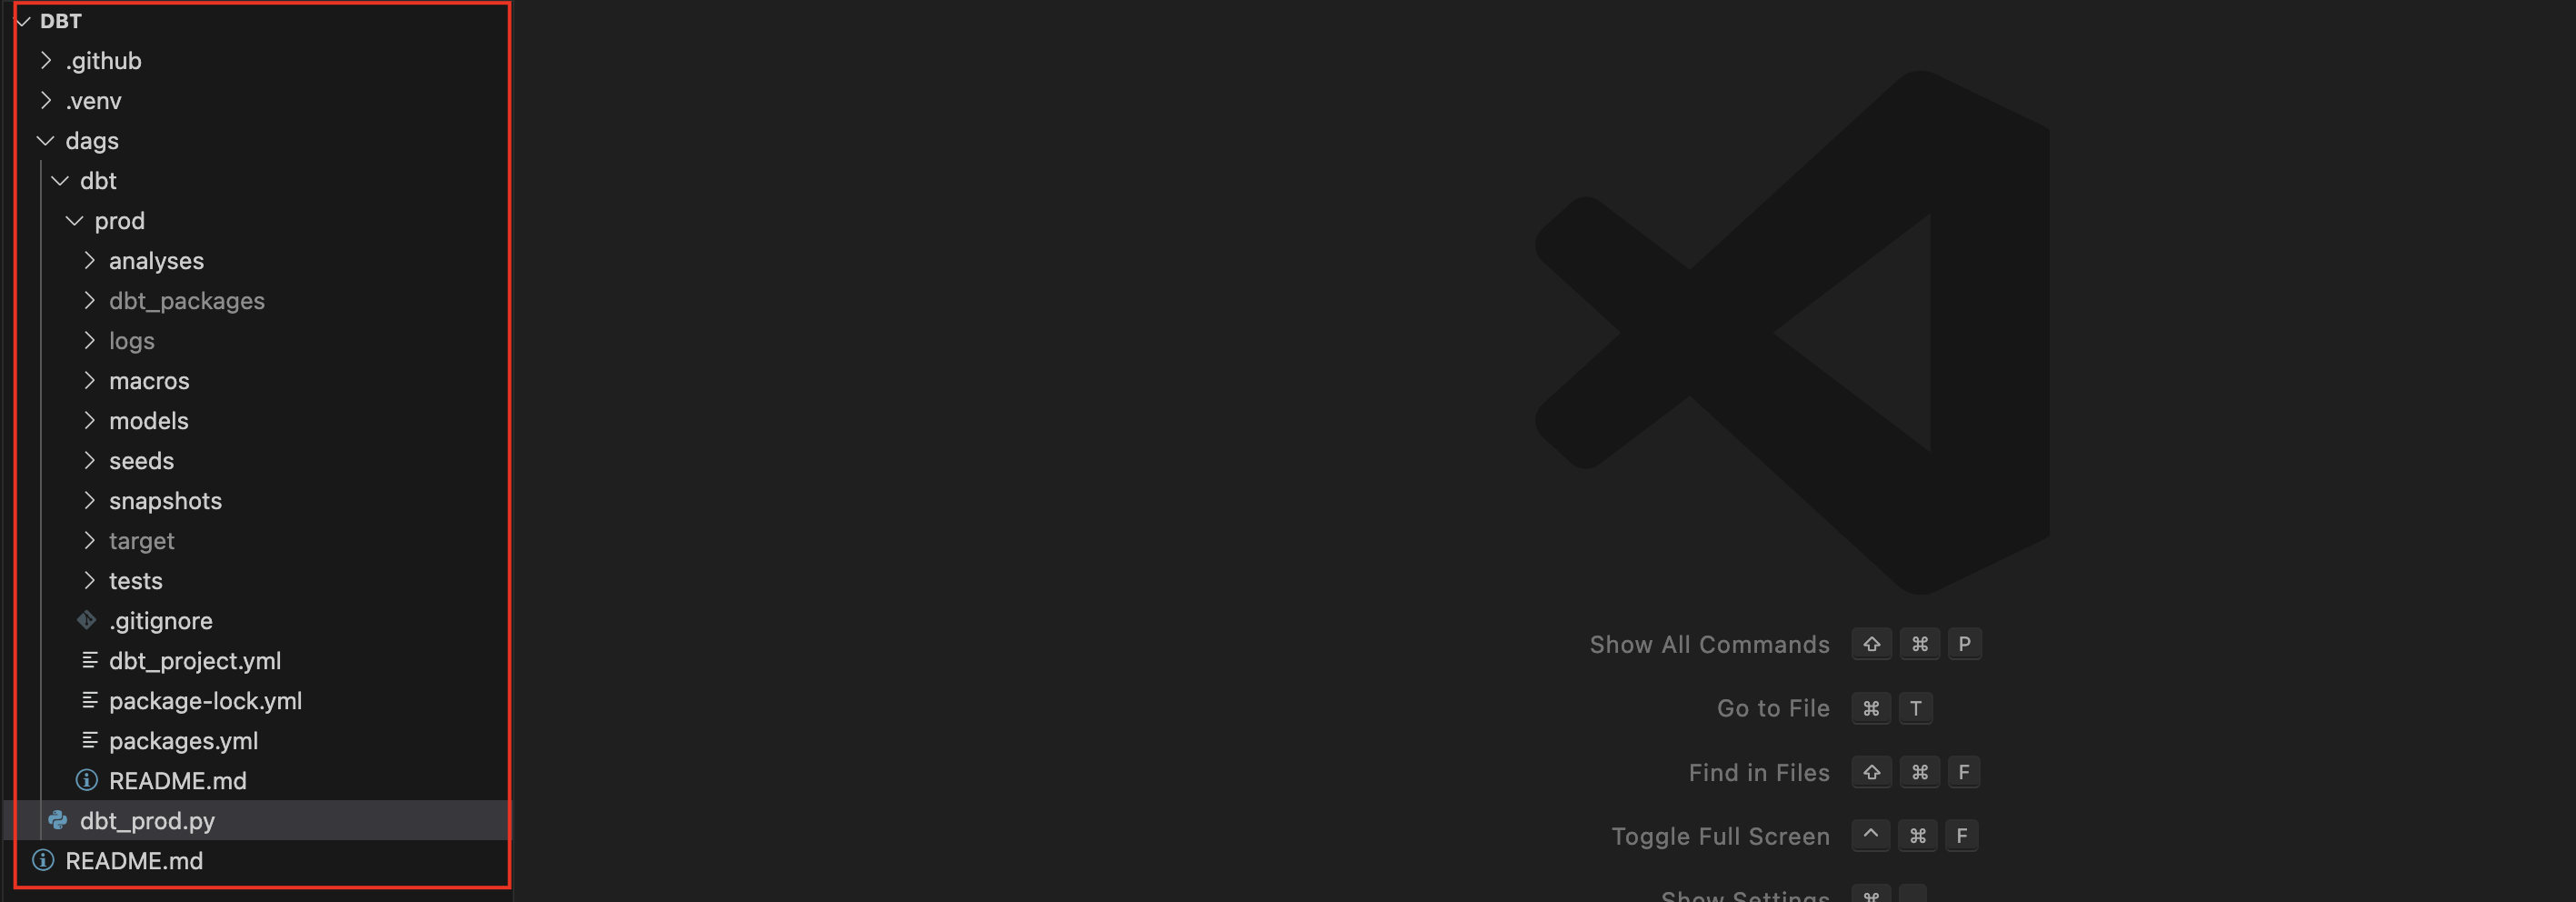 DBT
.github
.venv
dags
dbt
prod
analyses
dbt_packages
logs
macros
models
seeds
snapshots
target
tests
.gitignore
dbt_project.yml
package-lock.yml
packages.yml
README.md
dbt_prod.py
README.md
Show All Commands ⇧ ⌘ P
Go to File ⌘ T
Find in Files ⇧ ⌘ F
Toggle Full Screen ^ ⌘ F
Show Settings ⌘